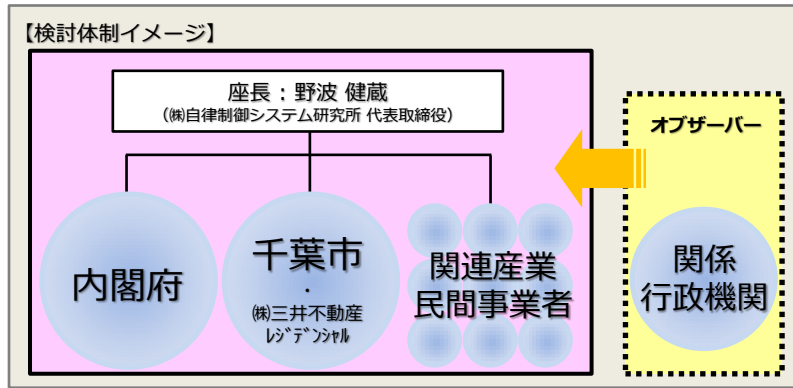 【検討体制イメージ】
座長：野波 健蔵
（㈱自律制御システム研究所 代表取締役）
オブザーバー
内閣府
千葉市
・
㈱三井不動産
ﾚｼﾞﾃﾞﾝｼｬﾙ
関連産業
民間事業者
関係
行政機関